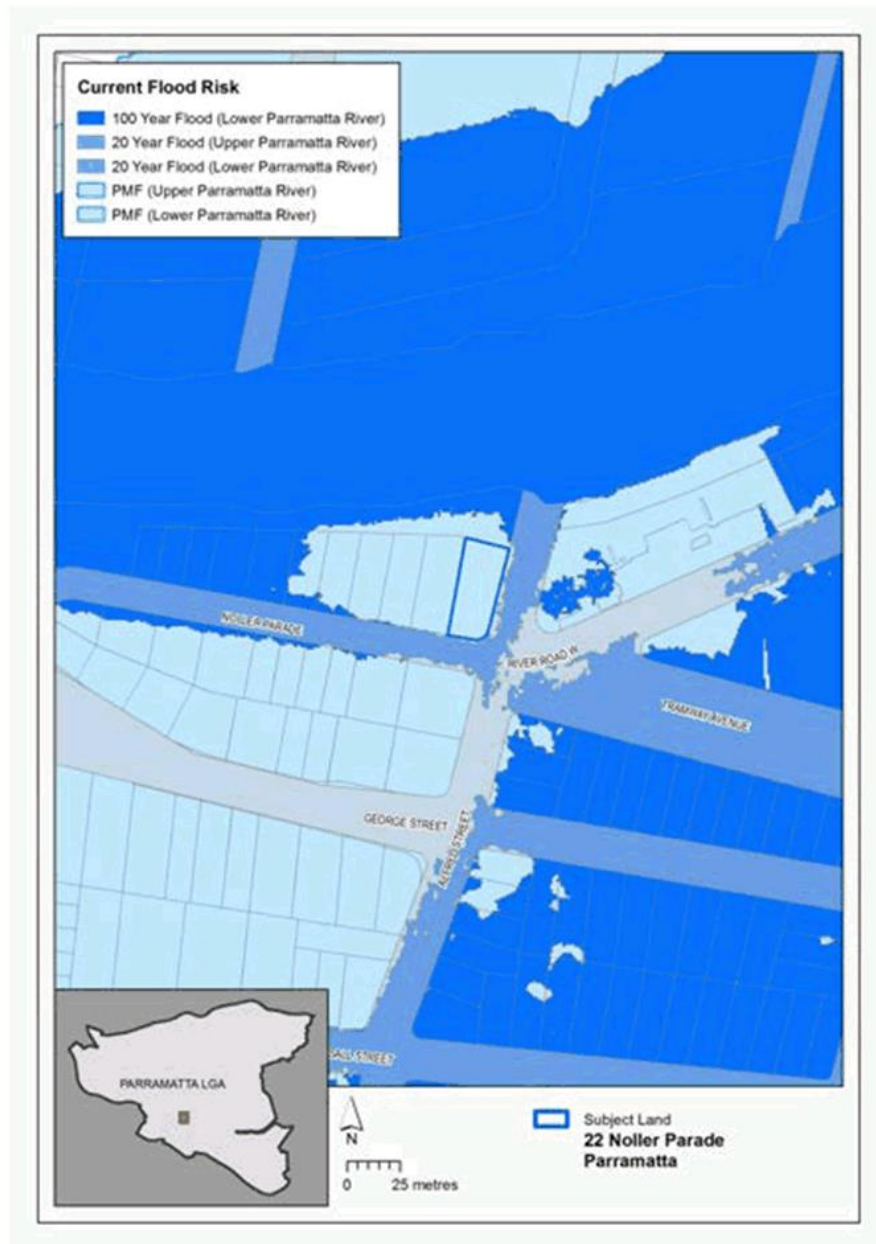 Current Flood Risk
100 Year Flood (Lower Parramatta River)
20 Year Flood (Upper Parramatta River)
20 Year Flood (Lower Parramatta River)
PMF (Upper Parramatta River)
PMF (Lower Parramatta River)
NOLLER PARADE
RIVER ROAD W
TRAMWAY AVENUE
GEORGE STREET
ALFRED STREET
STREET
PARRAMATTA LGA
N
0 25 metres
Subject Land
22 Noller Parade
Parramatta